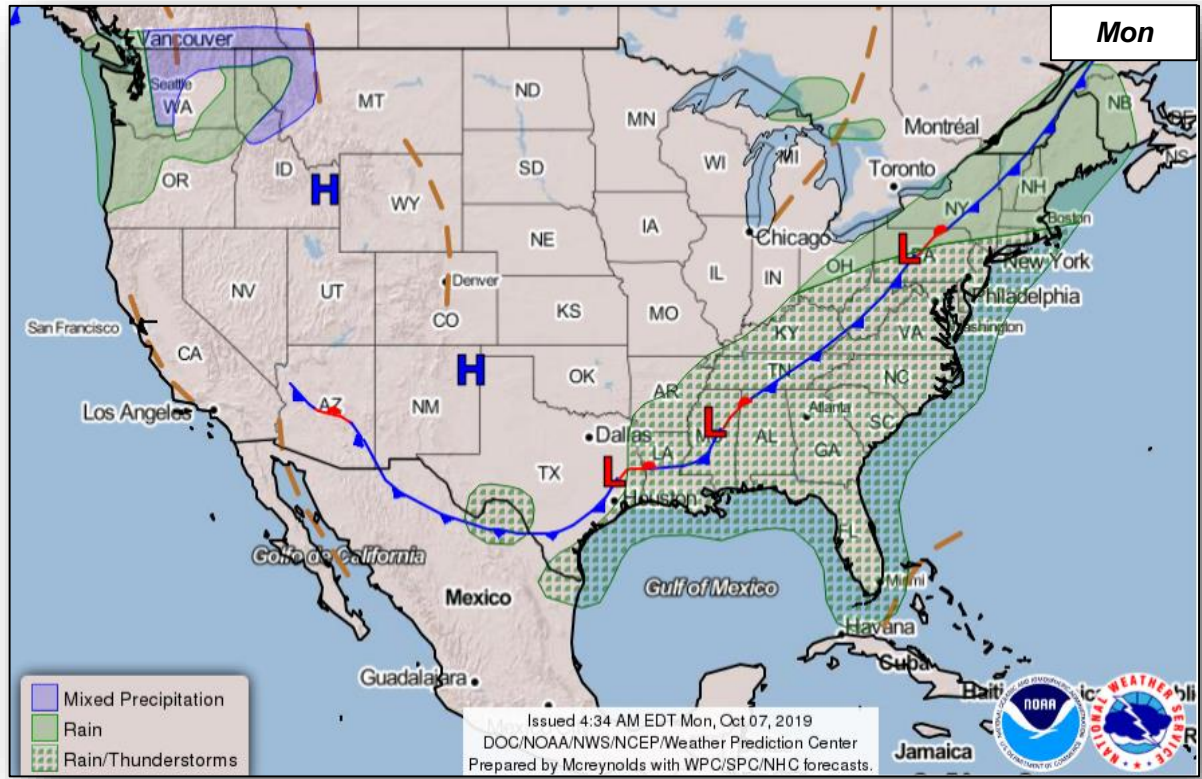 Mon
Vancouver
Seattle
WA
MT
ND
MN
Montréal
NB
OR
ID
SD
WI
MI
Toronto
NH
NS
WY
NY
Boston
H
IA
Chicago
L
PA
New York
NE
OH
NV
UT
Denver
IL
IN
Philadelphia
CO
KS
MO
KY
VA
Washington
San Francisco
CA
H
OK
TN
NC
Los Angeles
AZ
NM
AR
L
Atlanta
SC
Dallas
AL
GA
TX
L
LA
Houston
FL
Golfo de California
Gulf of Mexico
Miami
Mexico
Havana
Cuba
Guadalajara
Jamaica
Mixed Precipitation
Rain
Rain/Thunderstorms
Issued 4:34 AM EDT Mon, Oct 07, 2019
DOC/NOAA/NWS/NCEP/Weather Prediction Center
Prepared by Mcreynolds with WPC/SPC/NHC forecasts.
NOAA
NATIONAL WEATHER SERVICE